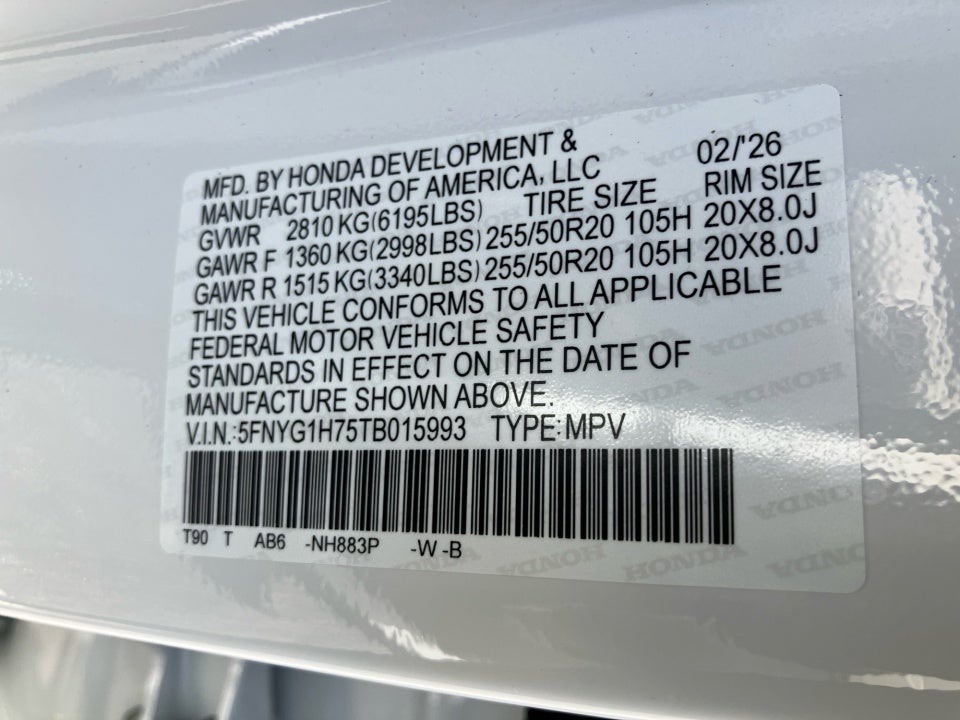 MFD. BY HONDA DEVELOPMENT &
MANUFACTURING OF AMERICA, LLC 02/'26
GVWR 2810 KG(6195LBS) TIRE SIZE RIM SIZE
GAWR F 1360 KG(2998LBS) 255/50R20 105H 20X8.0J
GAWR R 1515 KG(3340LBS) 255/50R20 105H 20X8.0J
THIS VEHICLE CONFORMS TO ALL APPLICABLE
FEDERAL MOTOR VEHICLE SAFETY
STANDARDS IN EFFECT ON THE DATE OF
MANUFACTURE SHOWN ABOVE.
V.I.N.:5FNYG1H75TB015993 TYPE:MPV
T90 T AB6 -NH883P -W -B